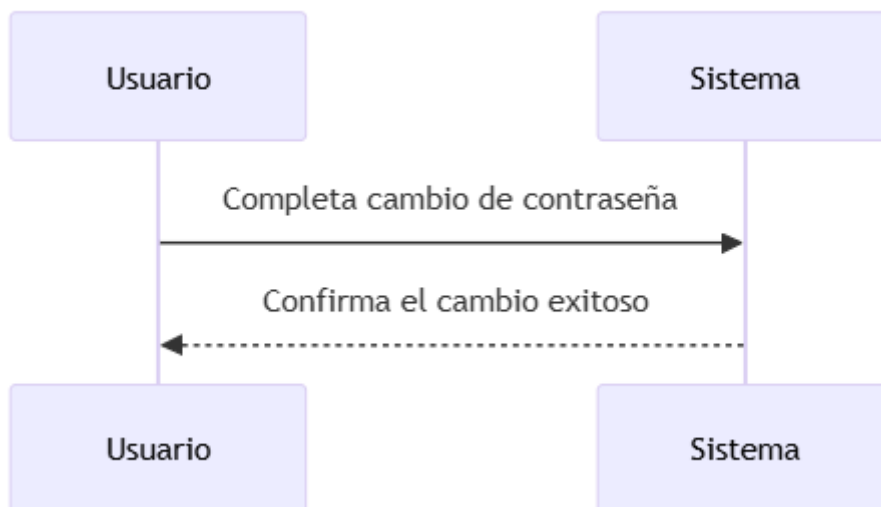 Usuario
Sistema
Completa cambio de contraseña
Confirma el cambio exitoso
Usuario
Sistema